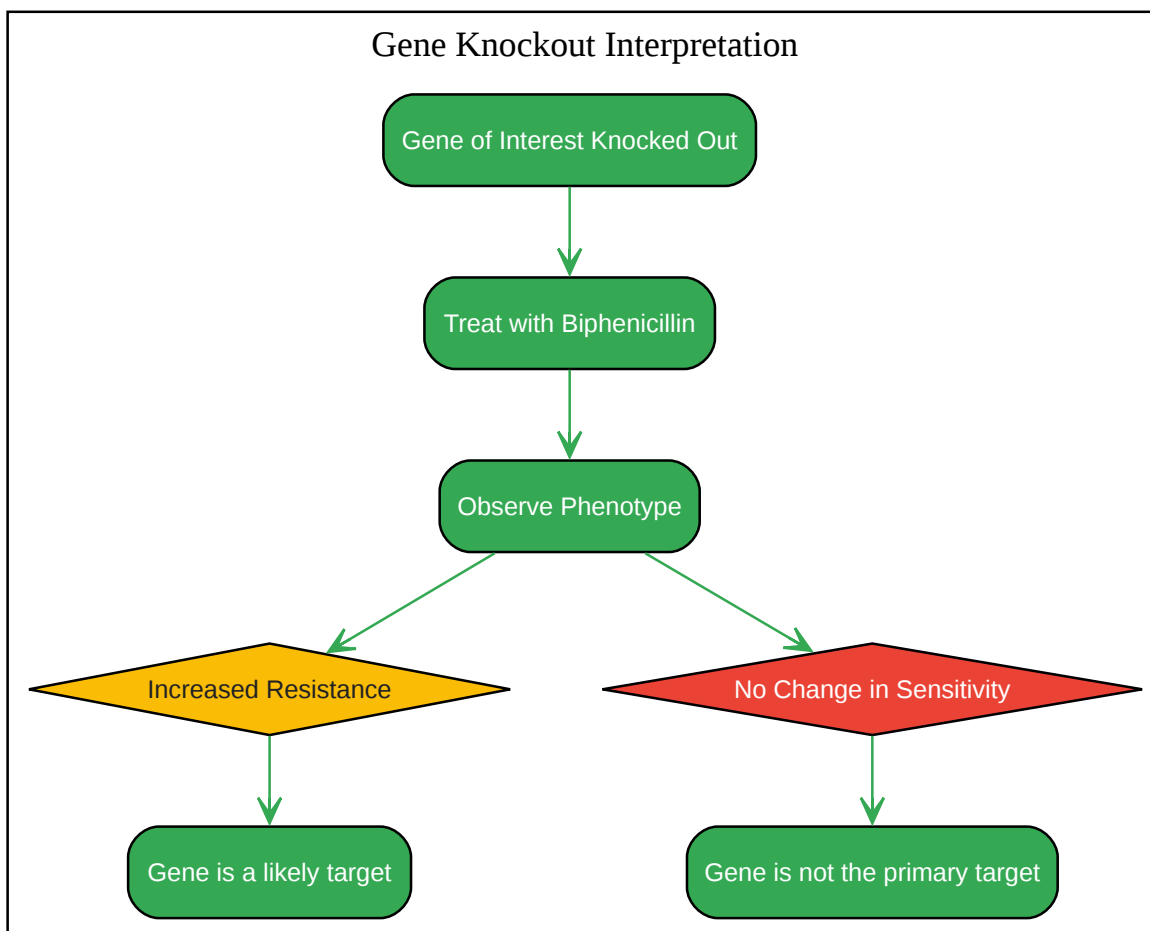 Gene Knockout Interpretation
Gene of Interest Knocked Out
Treat with Biphenicillin
Observe Phenotype
Increased Resistance
No Change in Sensitivity
Gene is a likely target
Gene is not the primary target